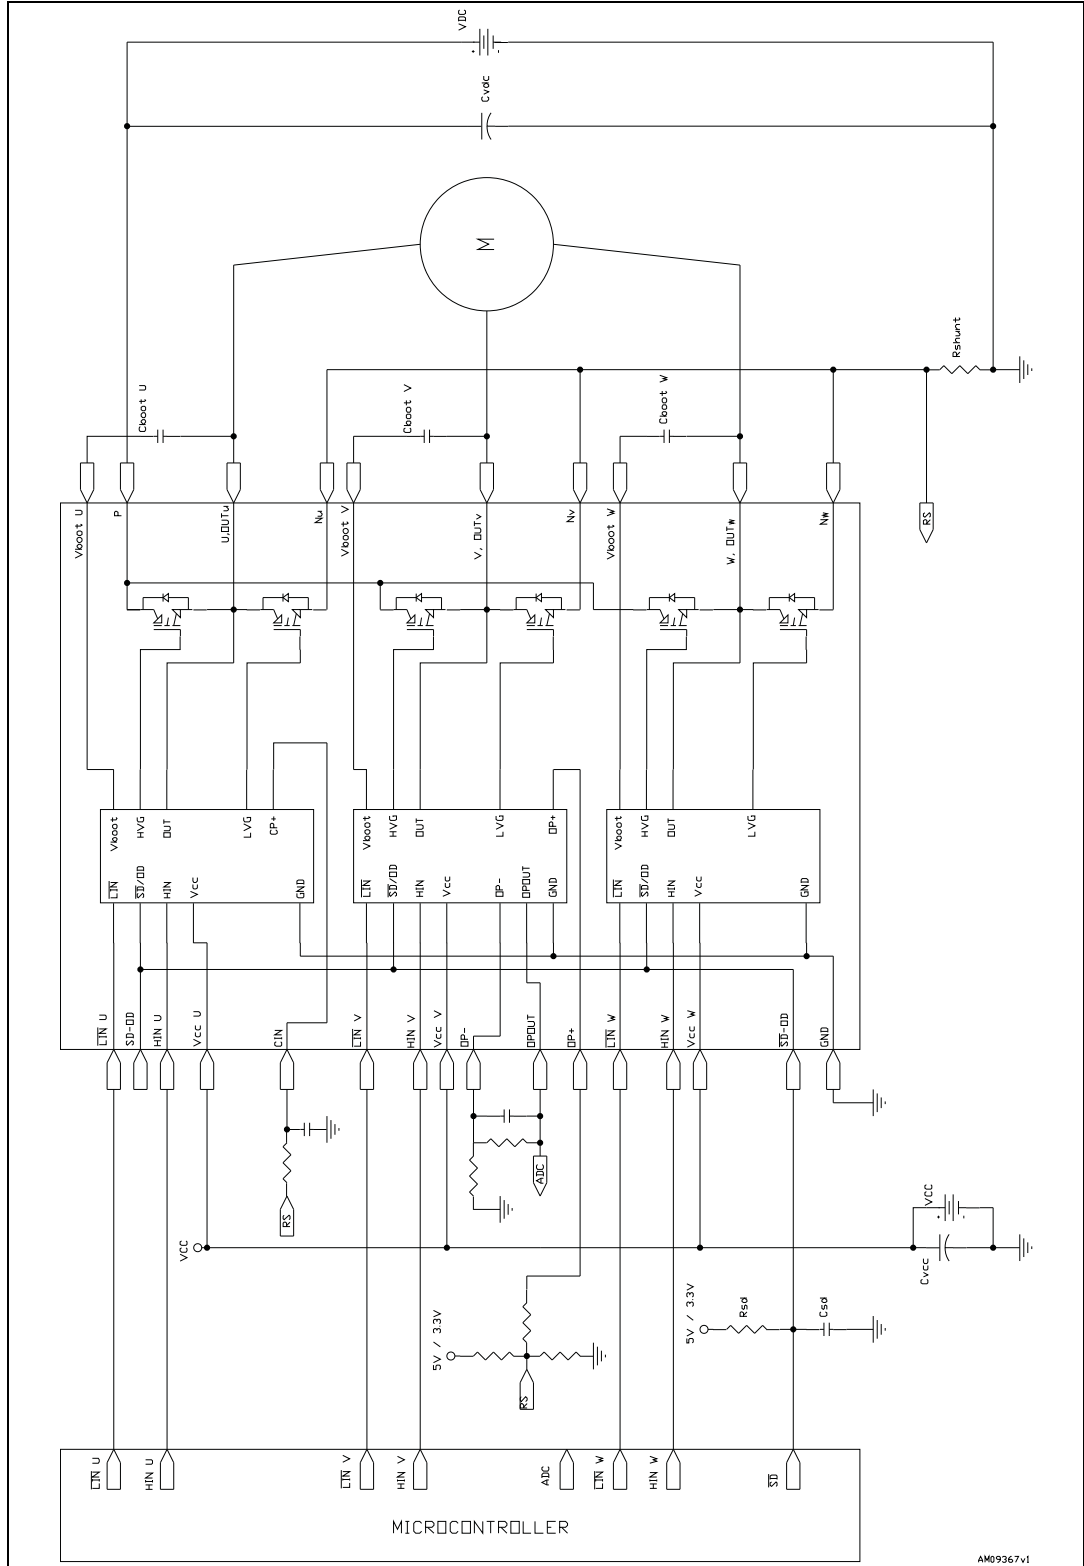 VDC
+ -
Cvdc
M
Rshunt
Cboot U
Cboot V
Cboot W
Vboot U
P
U,OUTu
Nu
Vboot V
V, OUTv
Nv
Vboot W
W, OUTw
Nw
RS
Vboot
HVG
OUT
LVG
CP+
LIN
SD/OD
HIN
Vcc
GND
Vboot
HVG
OUT
LVG
OP+
LIN
SD/OD
HIN
Vcc
OP-
OPOUT
GND
Vboot
HVG
OUT
LVG
LIN
SD/OD
HIN
Vcc
GND
LIN U
SD-OD
HIN U
Vcc U
CIN
LIN V
HIN V
Vcc V
OP-
OPOUT
OP+
LIN W
HIN W
Vcc W
SD-OD
GND
RS
ADC
VCC
VCC
+ -
Cvcc
5V / 3.3V
RS
5V / 3.3V
Rsd
Csd
LIN U
HIN U
LIN V
HIN V
ADC
LIN W
HIN W
SD
MICROCONTROLLER
AM09367v1